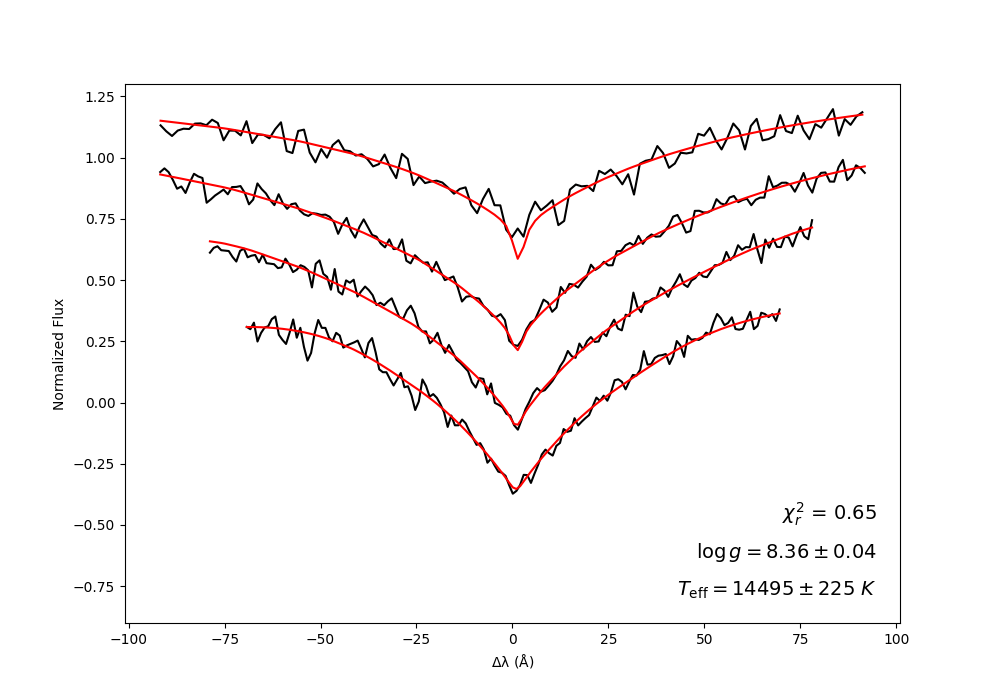 Normalized Flux
1.25
1.00
0.75
0.50
0.25
0.00
−0.25
−0.50
−0.75
χ²ᵣ = 0.65
log g = 8.36 ± 0.04
T_eff = 14495 ± 225 K
−100 −75 −50 −25 0 25 50 75 100
Δλ (Å)